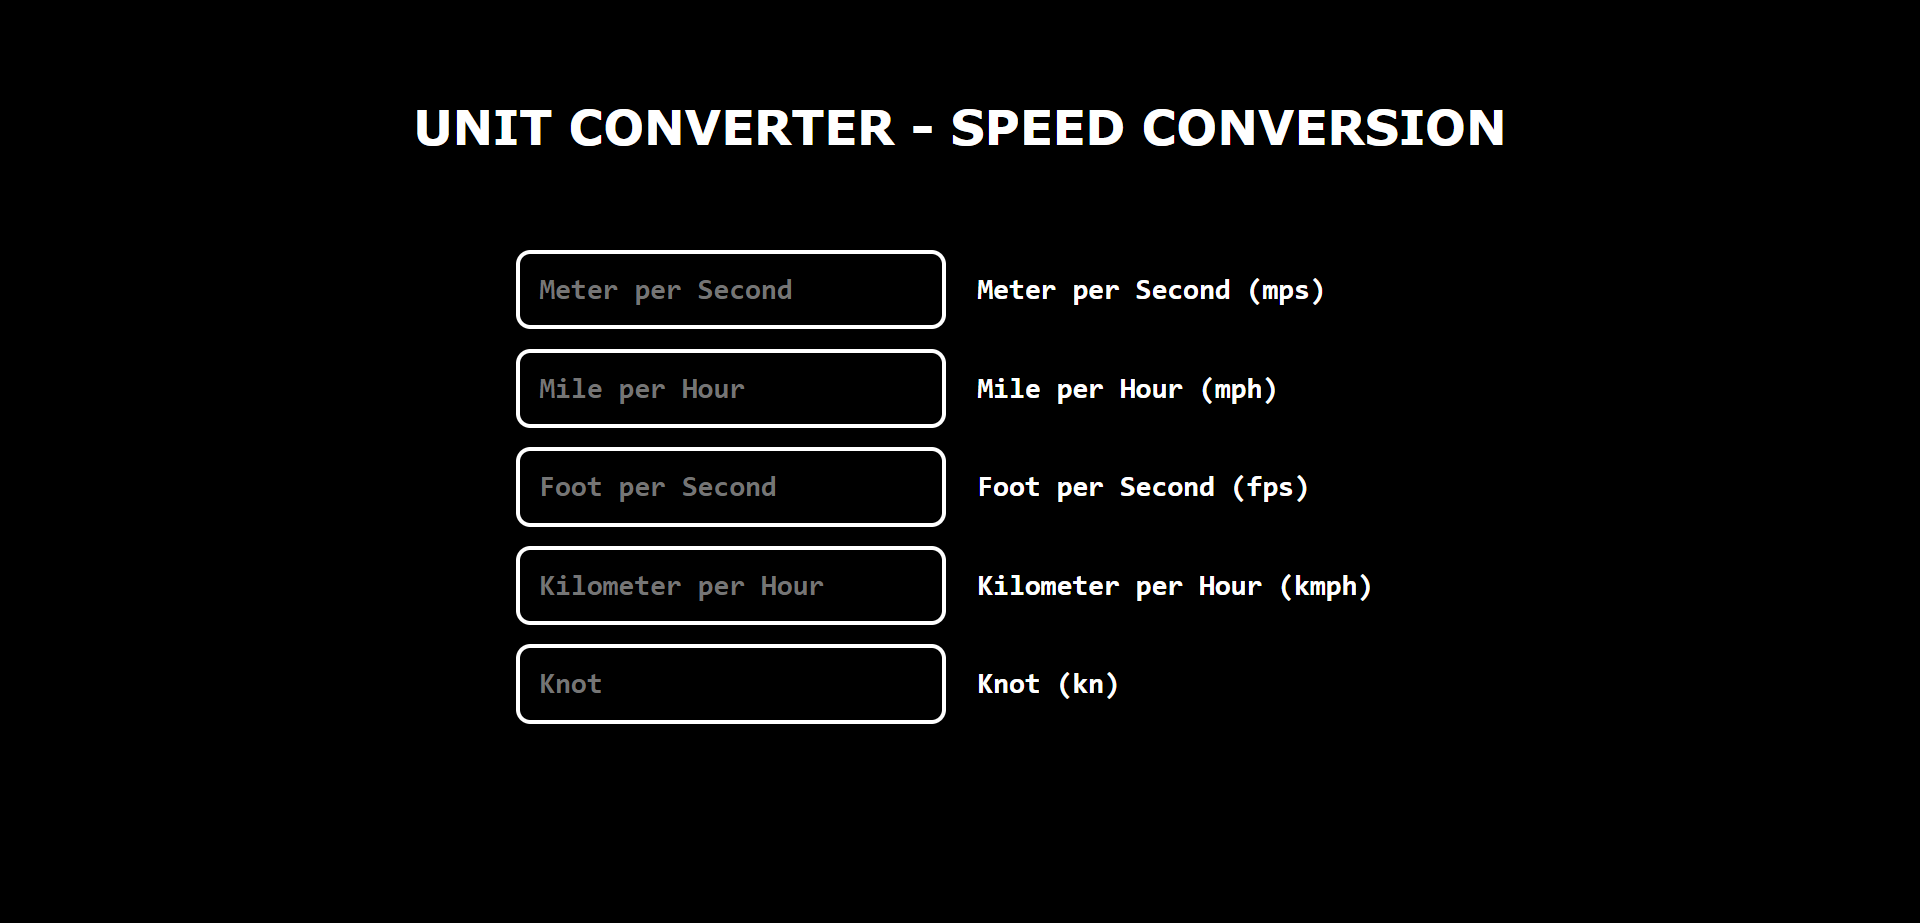 UNIT CONVERTER - SPEED CONVERSION
Meter per Second Meter per Second (mps)
Mile per Hour Mile per Hour (mph)
Foot per Second Foot per Second (fps)
Kilometer per Hour Kilometer per Hour (kmph)
Knot Knot (kn)